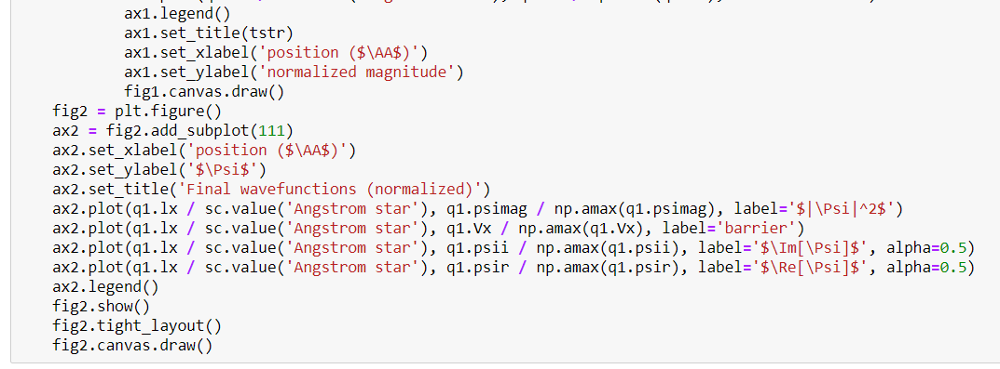 ax1.legend()
ax1.set_title(tstr)
ax1.set_xlabel('position ($\AA$)')
ax1.set_ylabel('normalized magnitude')
fig1.canvas.draw()
fig2 = plt.figure()
ax2 = fig2.add_subplot(111)
ax2.set_xlabel('position ($\AA$)')
ax2.set_ylabel('$\Psi$')
ax2.set_title('Final wavefunctions (normalized)')
ax2.plot(q1.lx / sc.value('Angstrom star'), q1.psimag / np.amax(q1.psimag), label='$|\Psi|^2$')
ax2.plot(q1.lx / sc.value('Angstrom star'), q1.Vx / np.amax(q1.Vx), label='barrier')
ax2.plot(q1.lx / sc.value('Angstrom star'), q1.psii / np.amax(q1.psii), label='$\Im[\Psi]$', alpha=0.5)
ax2.plot(q1.lx / sc.value('Angstrom star'), q1.psir / np.amax(q1.psir), label='$\Re[\Psi]$', alpha=0.5)
ax2.legend()
fig2.show()
fig2.tight_layout()
fig2.canvas.draw()